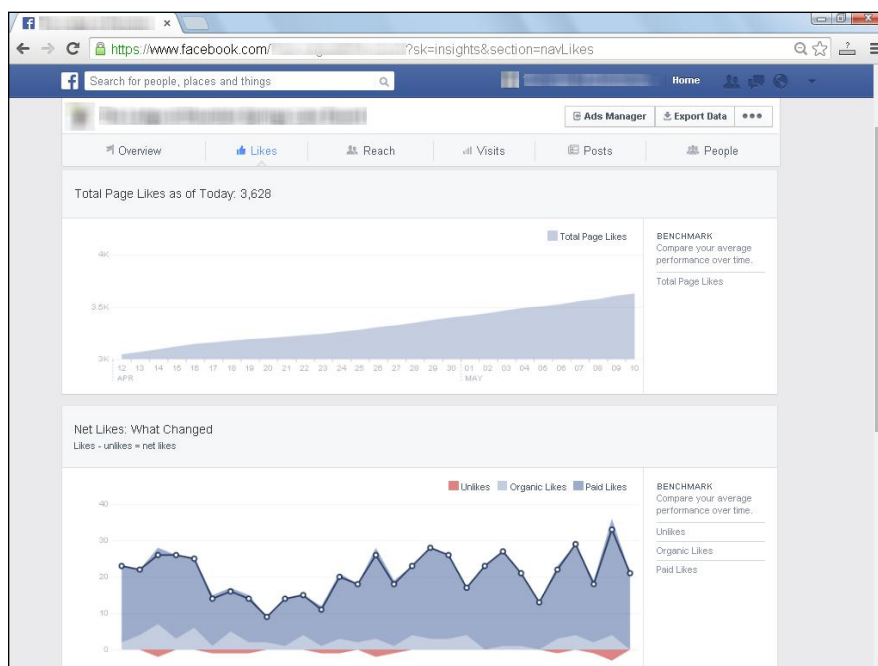 https://www.facebook.com/ ?sk=insights&section=navLikes
Search for people, places and things
Home
Ads Manager
Export Data
Overview
Likes
Reach
Visits
Posts
People
Total Page Likes as of Today: 3,628
Total Page Likes
BENCHMARK
Compare your average
performance over time.
Total Page Likes
4K
3.5K
3K
12 13 14 15 16 17 18 19 20 21 22 23 24 25 26 27 28 29 30 01 02 03 04 05 06 07 08 09 10
APR MAY
Net Likes: What Changed
Likes - unlikes = net likes
Unlikes Organic Likes Paid Likes
BENCHMARK
Compare your average
performance over time.
Unlikes
Organic Likes
Paid Likes
40
30
20
10
0